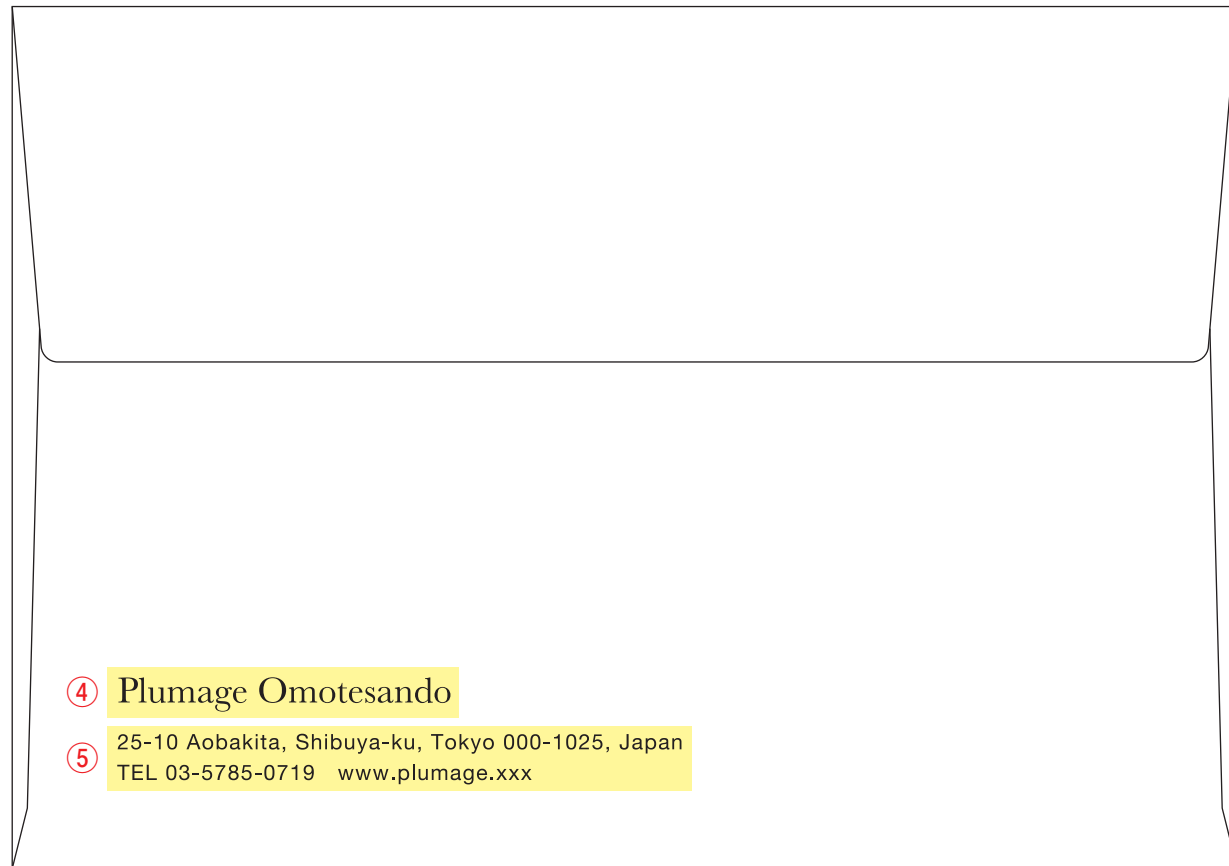 ④ Plumage Omotesando
⑤ 25-10 Aobakita, Shibuya-ku, Tokyo 000-1025, Japan
TEL 03-5785-0719 www.plumage.xxx